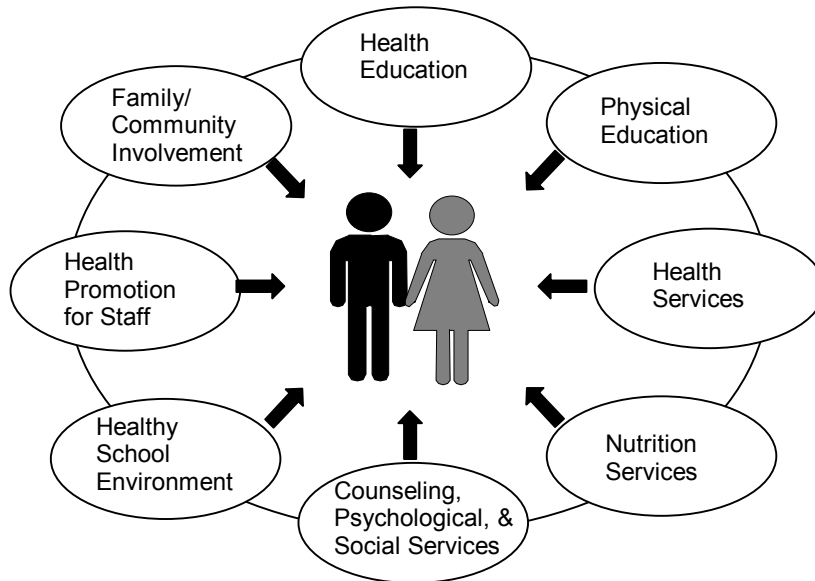 Health
Education
Physical
Education
Health
Services
Nutrition
Services
Counseling,
Psychological, &
Social Services
Healthy
School
Environment
Health
Promotion
for Staff
Family/
Community
Involvement